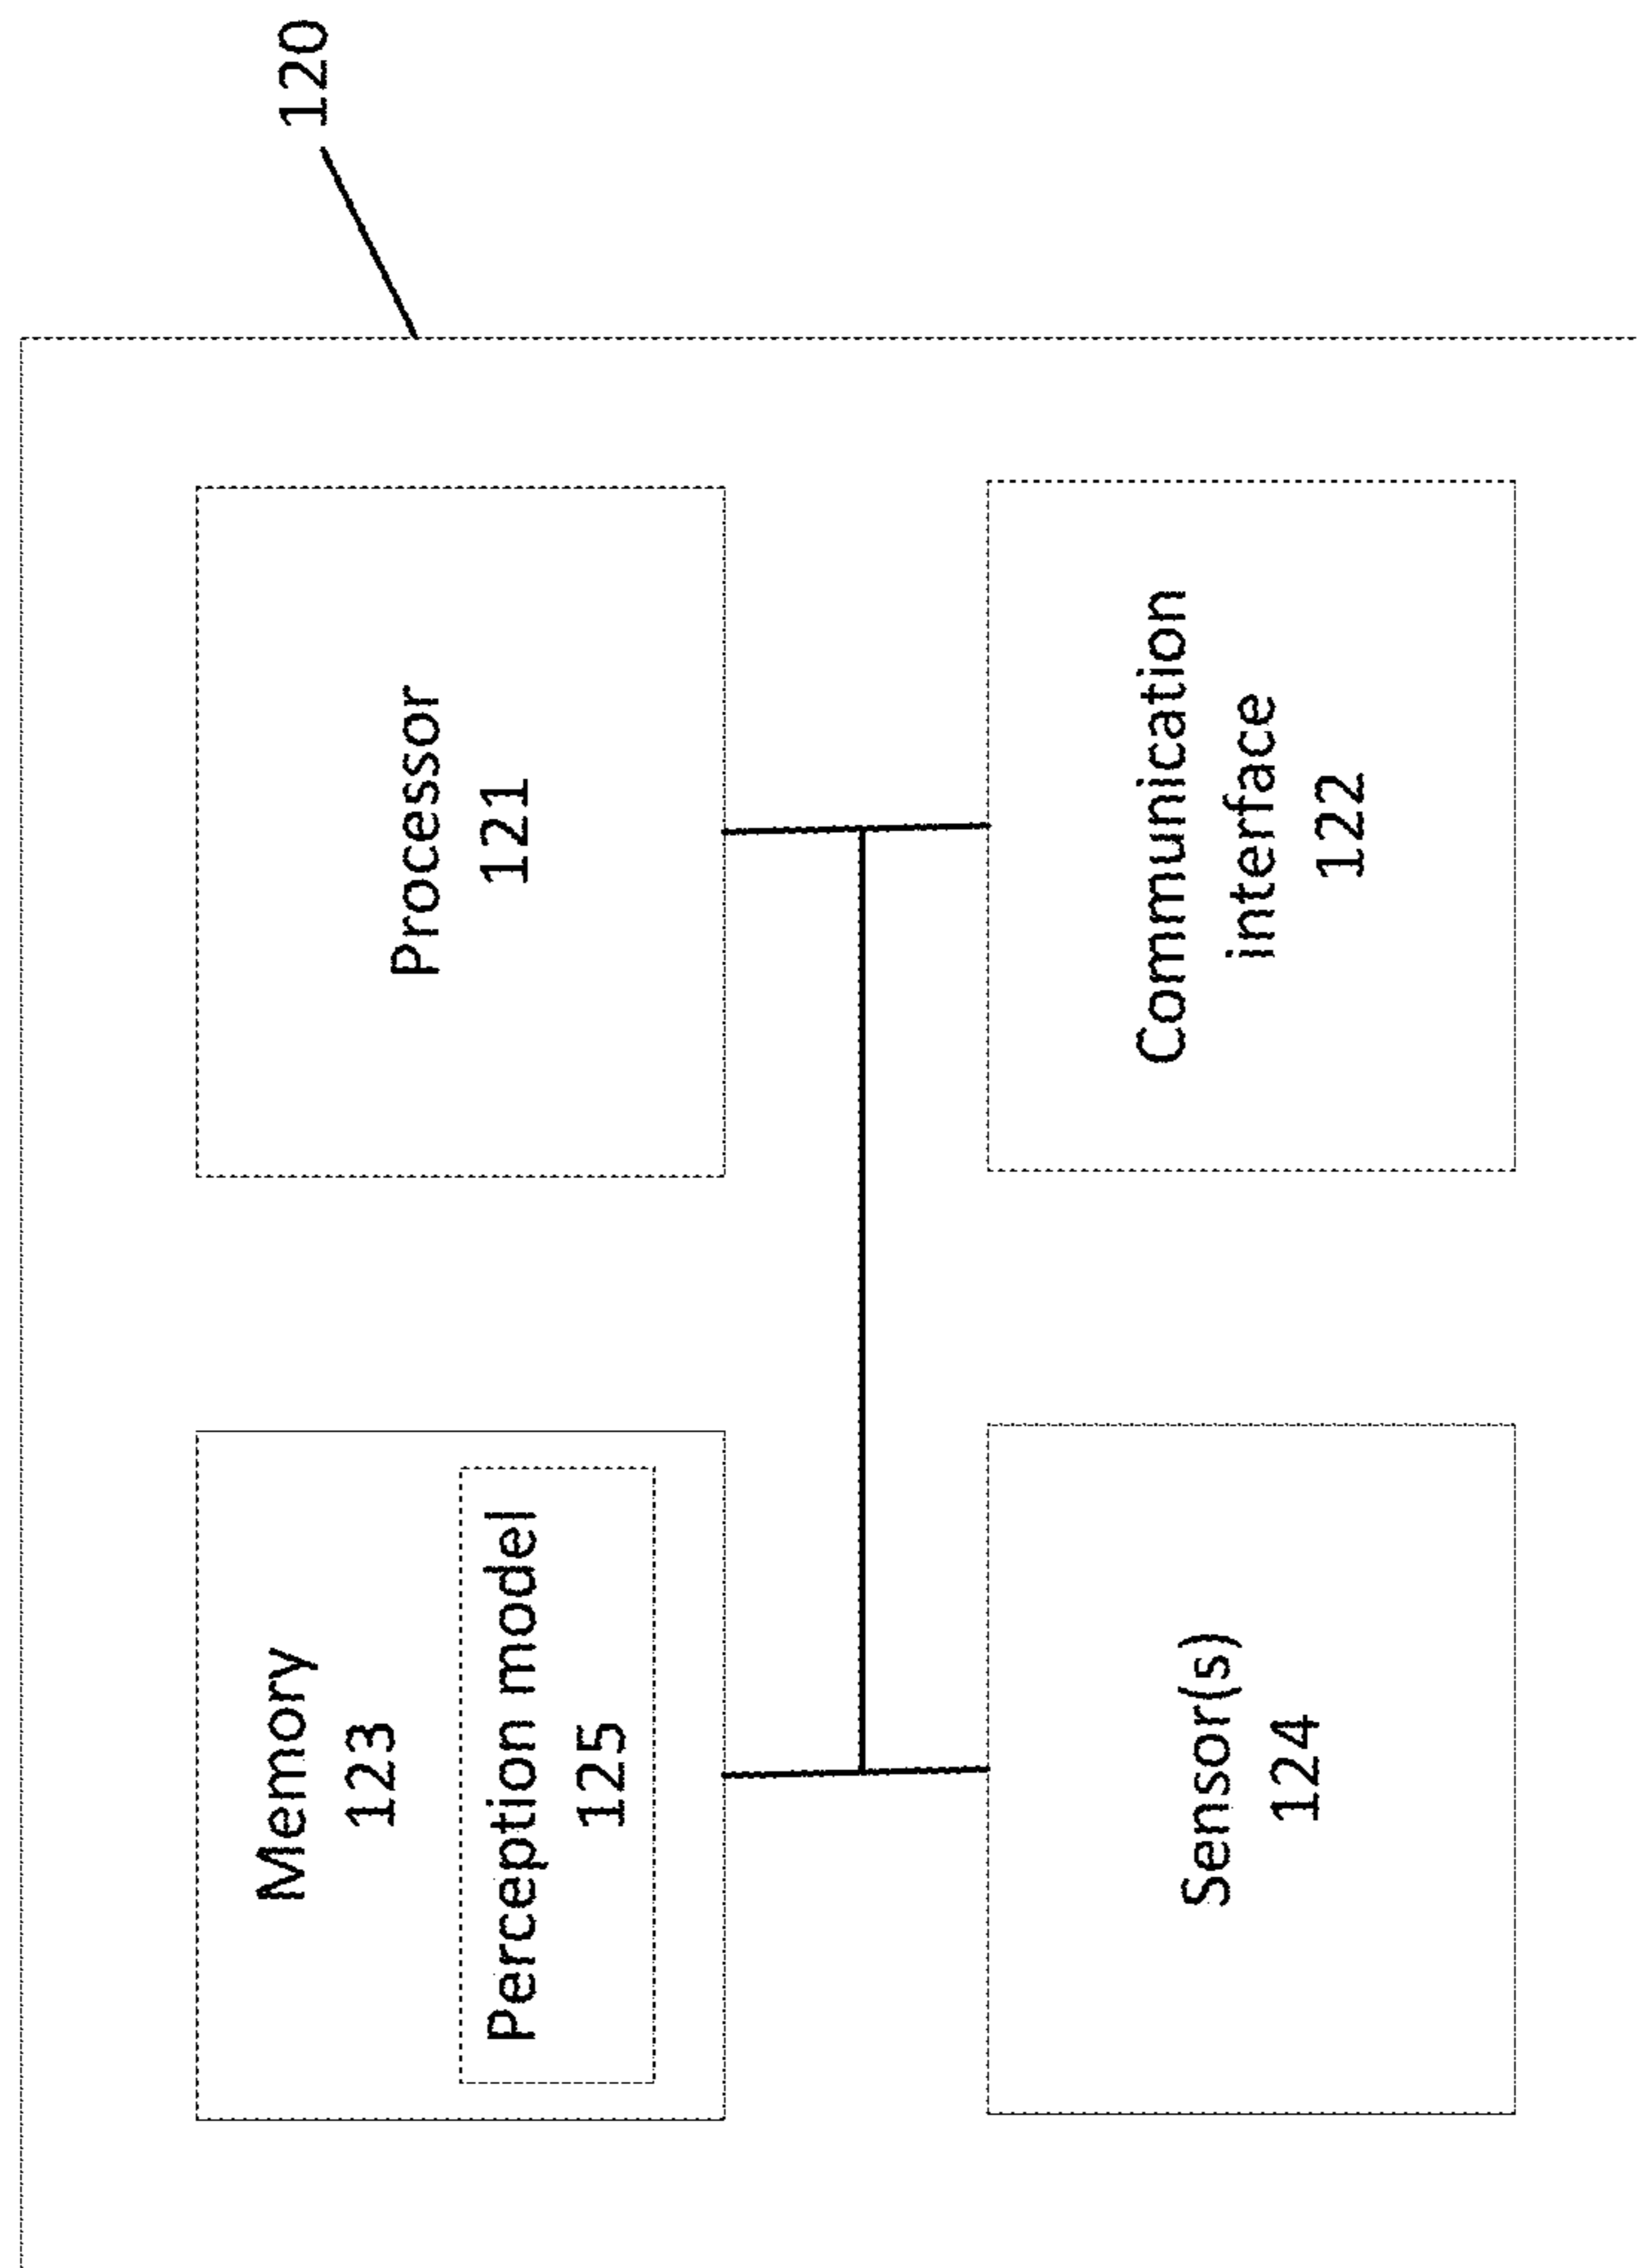 120
Memory
123
Perception model
125
Processor
121
Sensor(s)
124
Communication
interface
122